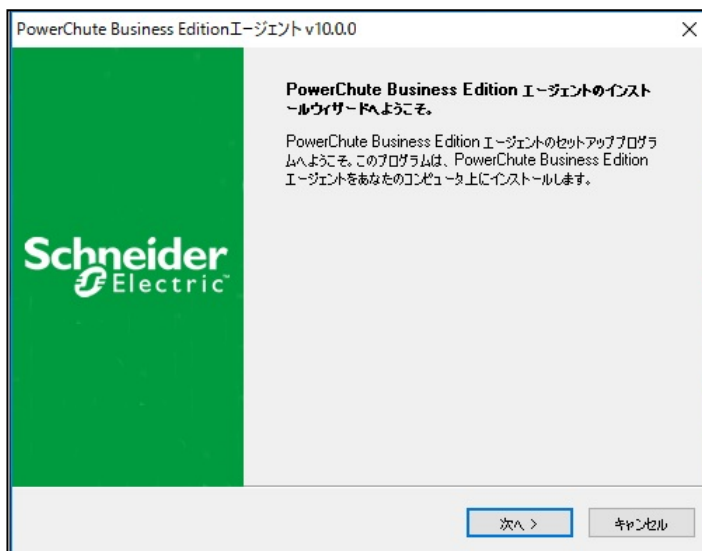 PowerChute Business Editionエージェント v10.0.0
PowerChute Business Edition エージェントのインスト
ールウィザードへようこそ。
PowerChute Business Edition エージェントのセットアッププログラ
ムへようこそ。このプログラムは、PowerChute Business Edition
エージェントをあなたのコンピュータ上にインストールします。
Schneider
Electric™
次へ >
キャンセル